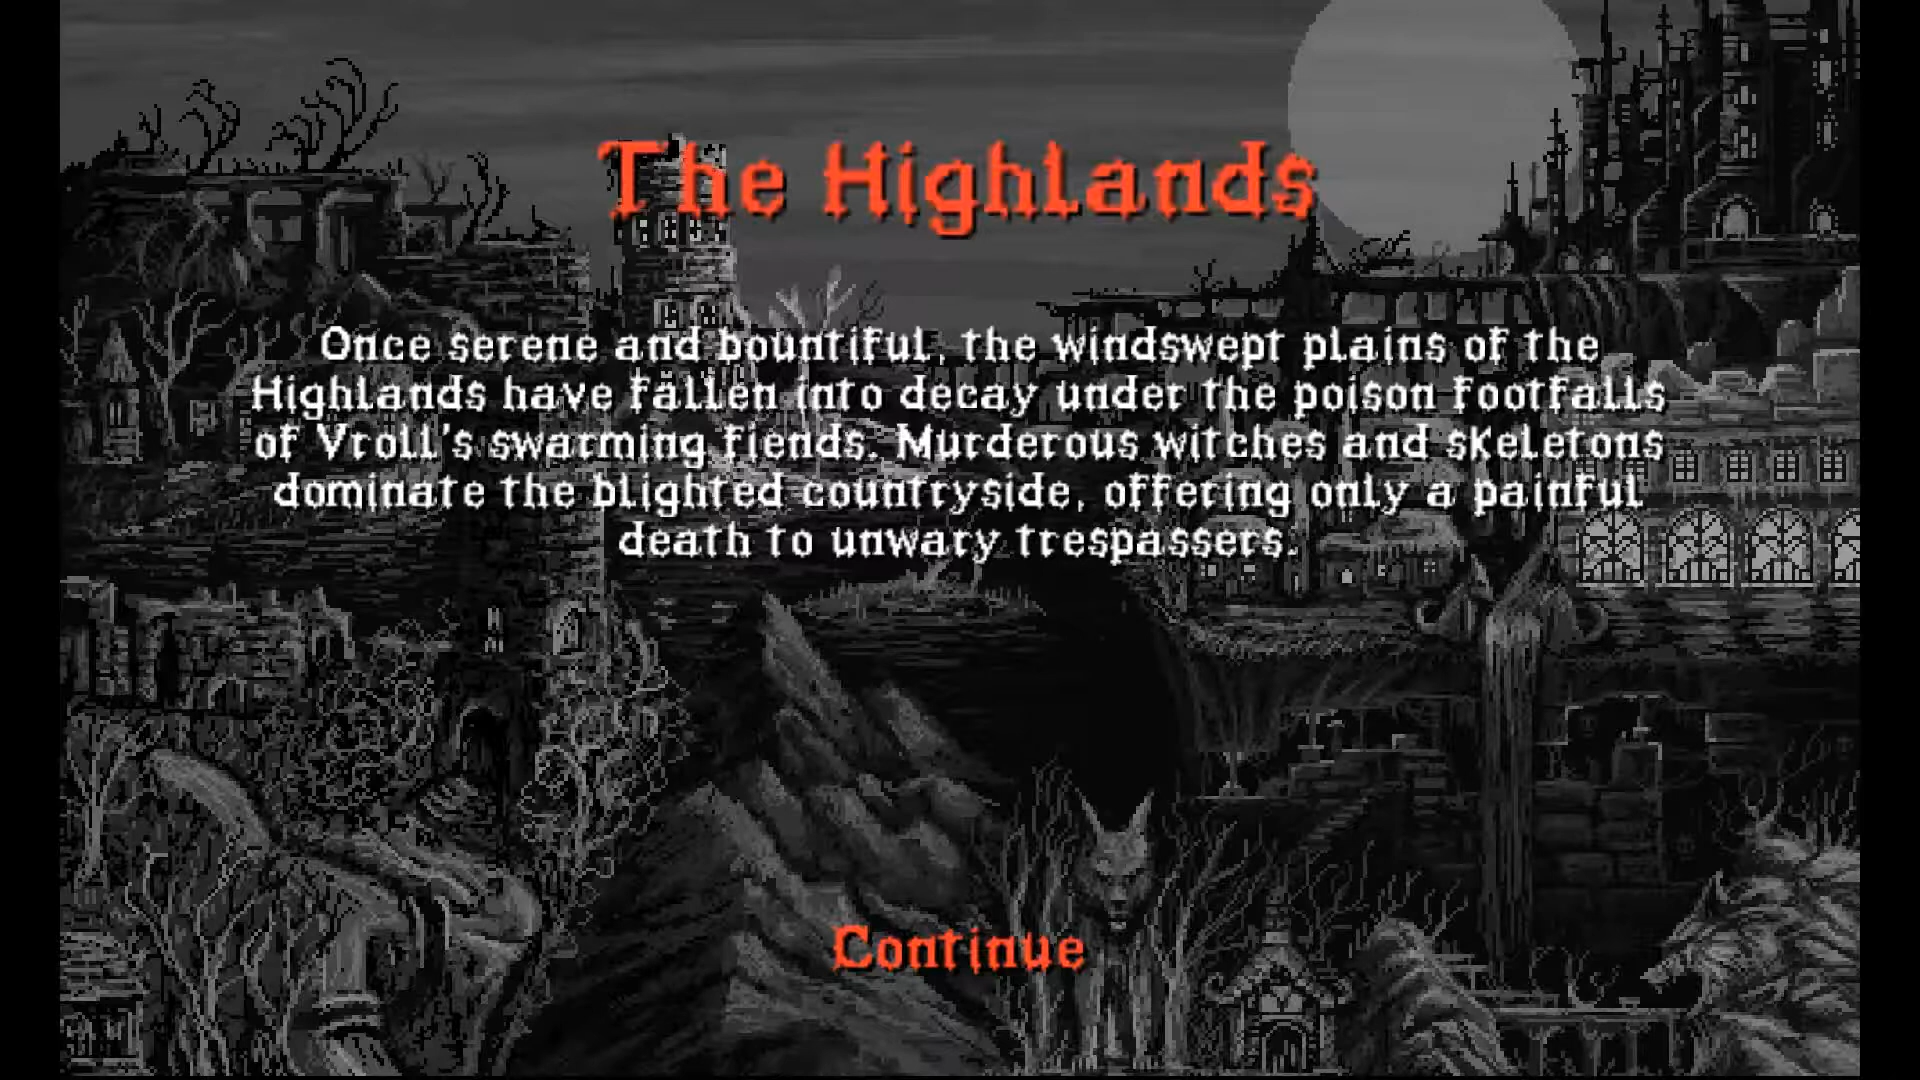 The Highlands
Once serene and bountiful, the windswept plains of the
Highlands have fallen into decay under the poison footfalls
of Vroll's swarming fiends. Murderous witches and skeletons
dominate the blighted countryside, offering only a painful
death to unwary trespassers.
Continue